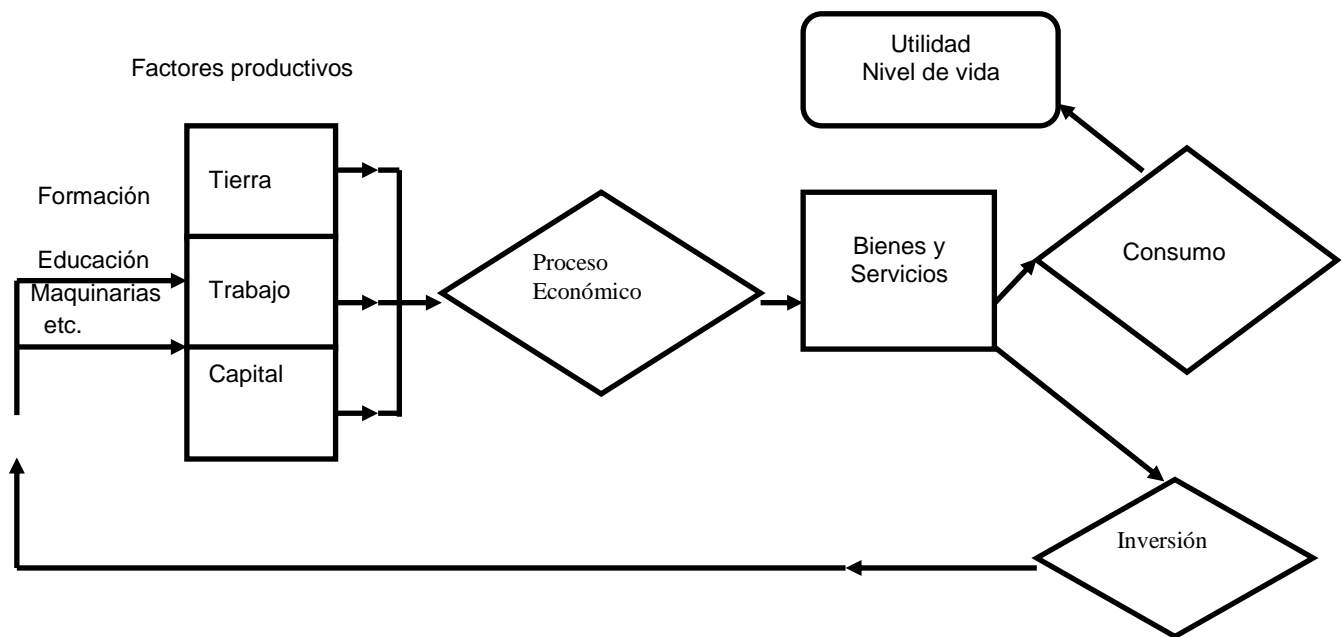 Utilidad
Nivel de vida
Factores productivos
Tierra
Formación
Educación
Maquinarias
etc.
Trabajo
Capital
Proceso
Económico
Bienes y
Servicios
Consumo
Inversión